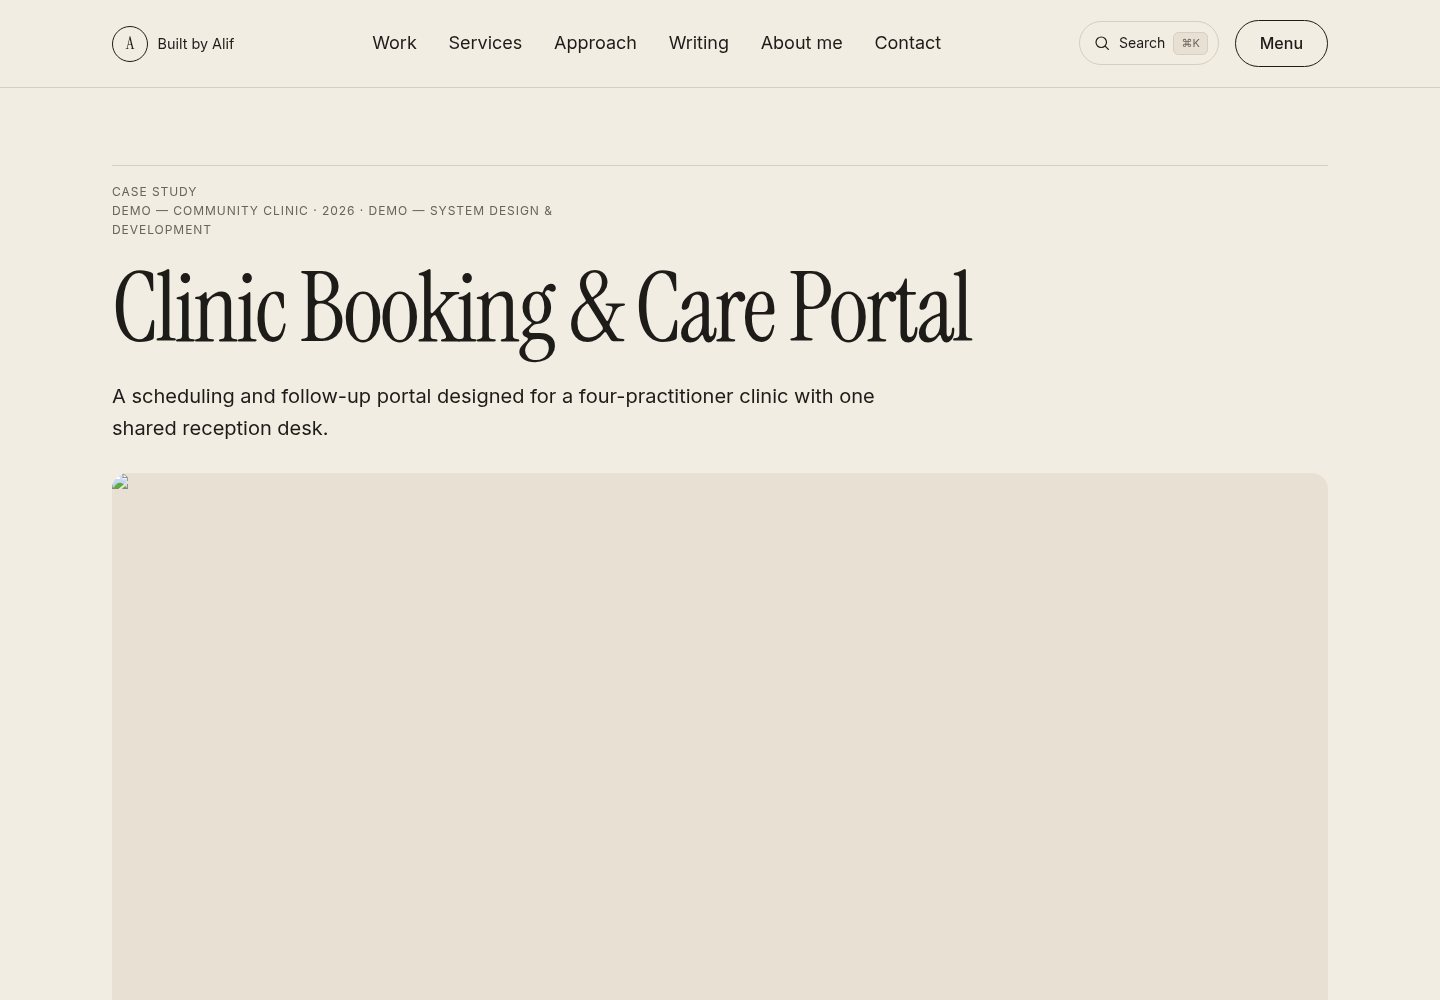 A
Built by Alif
Work
Services
Approach
Writing
About me
Contact
Search
⌘K
Menu
CASE STUDY
DEMO — COMMUNITY CLINIC · 2026 · DEMO — SYSTEM DESIGN &
DEVELOPMENT
Clinic Booking & Care Portal
A scheduling and follow-up portal designed for a four-practitioner clinic with one
shared reception desk.